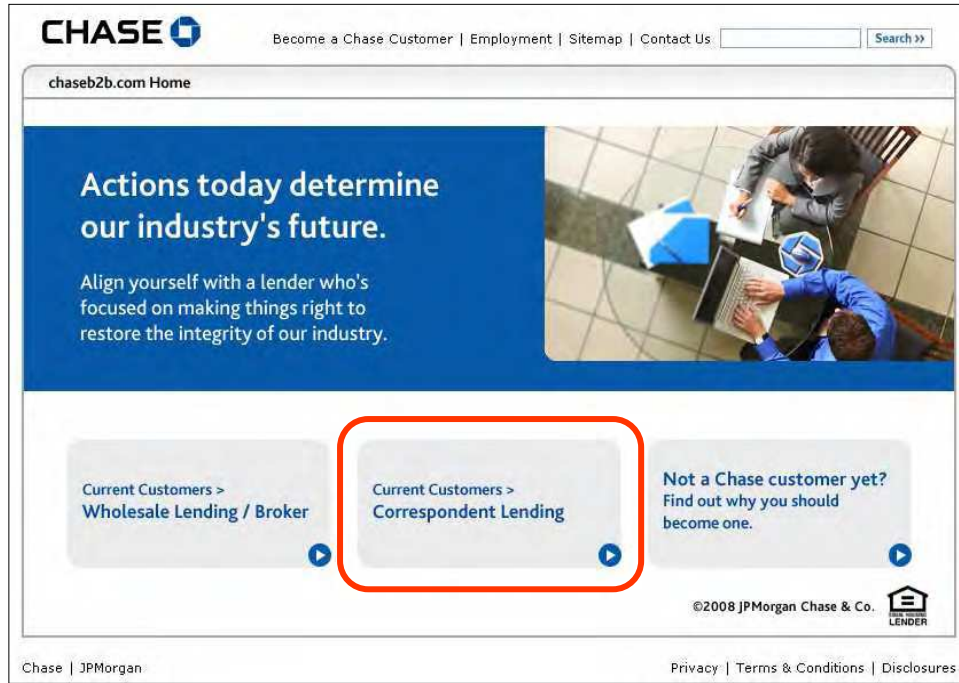 CHASE
Become a Chase Customer | Employment | Sitemap | Contact Us
Search >>
chaseb2b.com Home
Actions today determine
our industry's future.
Align yourself with a lender who's
focused on making things right to
restore the integrity of our industry.
Current Customers >
Wholesale Lending / Broker
Current Customers >
Correspondent Lending
Not a Chase customer yet?
Find out why you should
become one.
©2008 JPMorgan Chase & Co.
EQUAL HOUSING
LENDER
Chase | JPMorgan
Privacy | Terms & Conditions | Disclosures